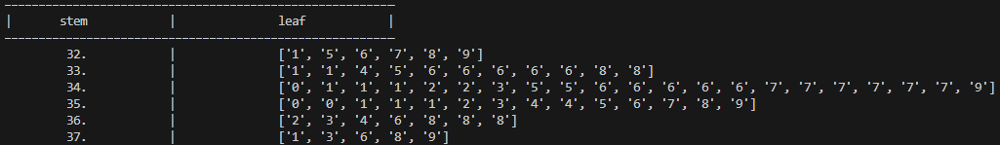 ---------------------------------------------------------
| stem | leaf |
---------------------------------------------------------
32. | ['1', '5', '6', '7', '8', '9']
33. | ['1', '1', '4', '5', '6', '6', '6', '6', '6', '8', '8']
34. | ['0', '1', '1', '1', '2', '2', '3', '5', '5', '6', '6', '6', '6', '6', '7', '7', '7', '7', '7', '7', '9']
35. | ['0', '0', '1', '1', '1', '2', '3', '4', '4', '5', '6', '7', '8', '9']
36. | ['2', '3', '4', '6', '8', '8', '8']
37. | ['1', '3', '6', '8', '9']